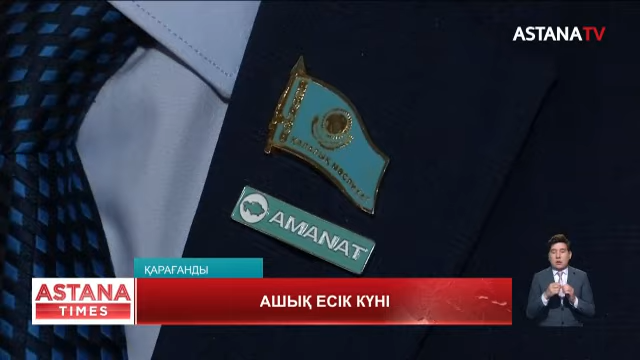 ASTANATV
AMANAT
ҚАРАҒАНДЫ
ASTANA
TIMES
АШЫҚ ЕСІК КҮНІ